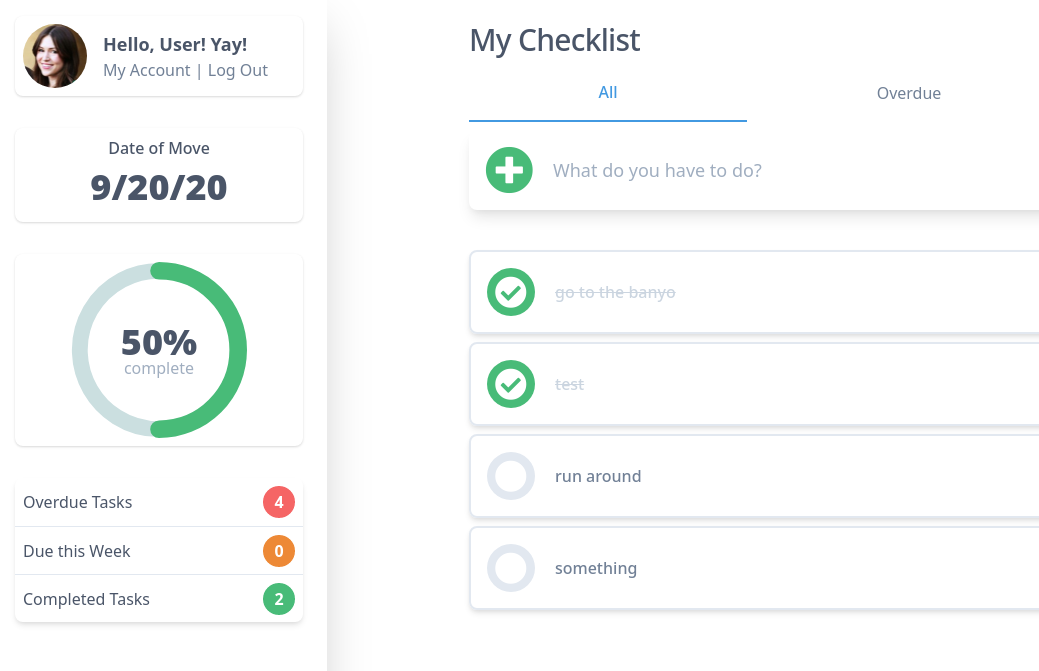 Hello, User! Yay!
My Account | Log Out
Date of Move
9/20/20
50%
complete
Overdue Tasks 4
Due this Week 0
Completed Tasks 2
My Checklist
All Overdue
What do you have to do?
go to the banyo
test
run around
something